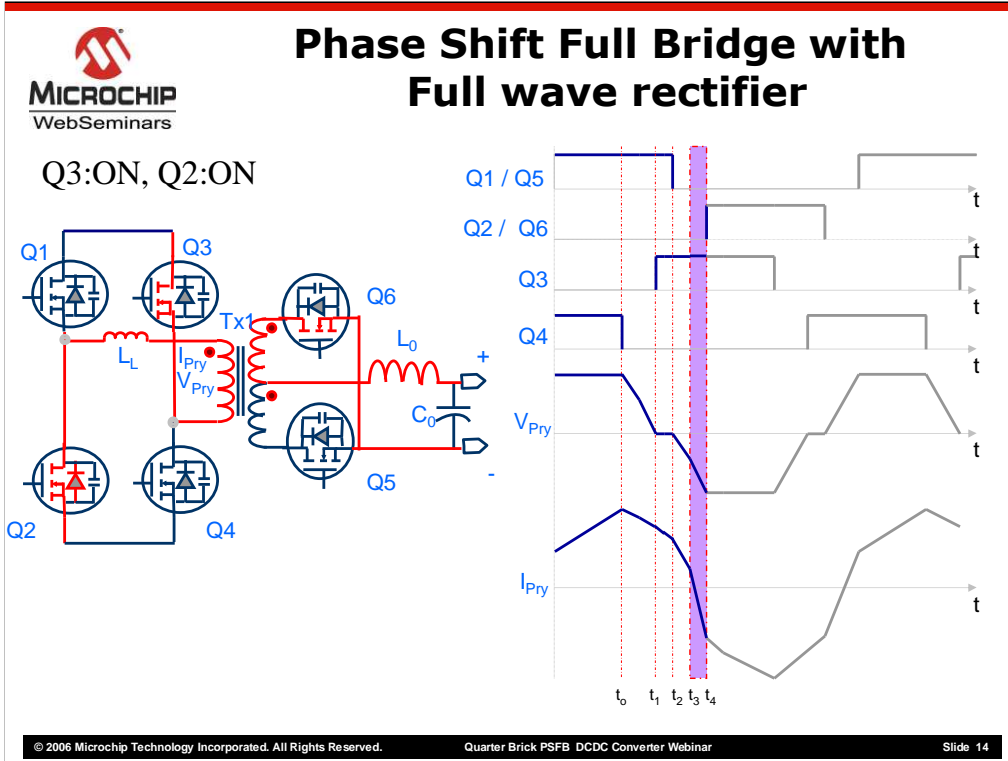 Phase Shift Full Bridge with
Full wave rectifier
MICROCHIP
WebSeminars
Q3:ON, Q2:ON
Q1
Q3
Q6
Tx1
L0
LL
IPry
VPry
+
C0
-
Q5
Q2
Q4
Q1 / Q5
t
Q2 / Q6
t
Q3
t
Q4
t
VPry
t
IPry
t
to
t1
t2
t3
t4
© 2006 Microchip Technology Incorporated. All Rights Reserved.
Quarter Brick PSFB DCDC Converter Webinar
Slide 14